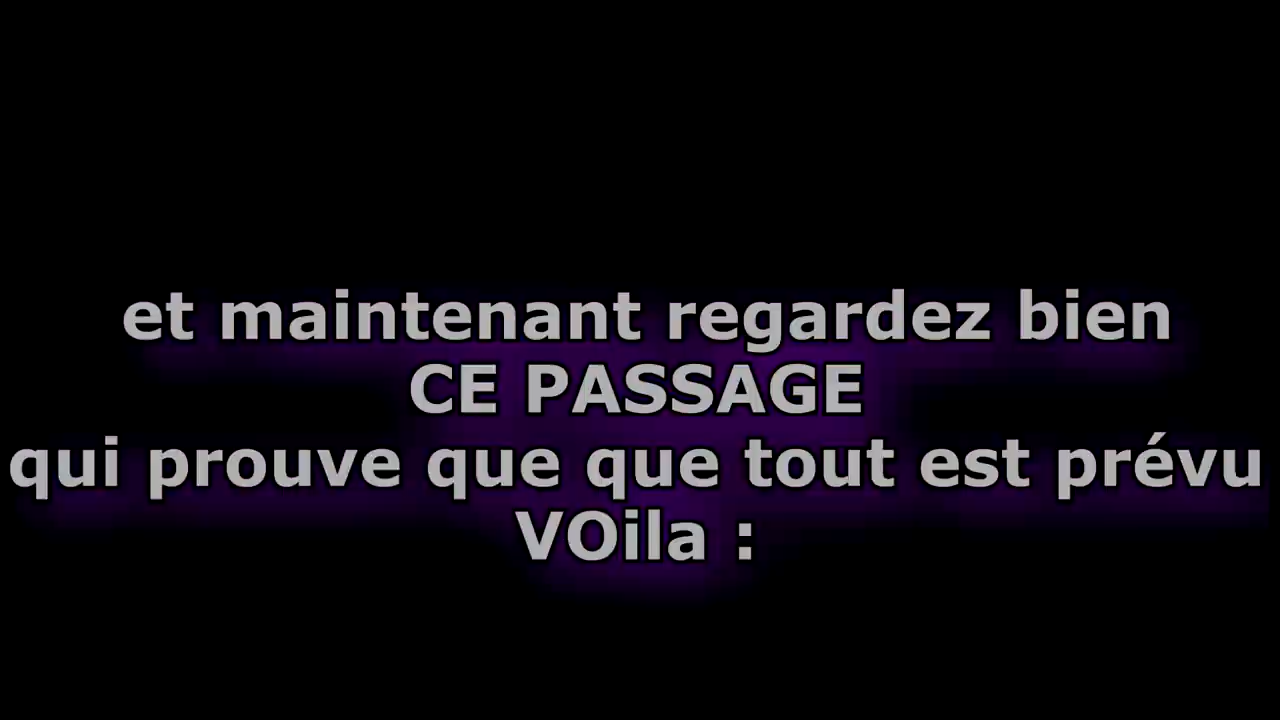 et maintenant regardez bien
CE PASSAGE
qui prouve que que tout est prévu
VOila :